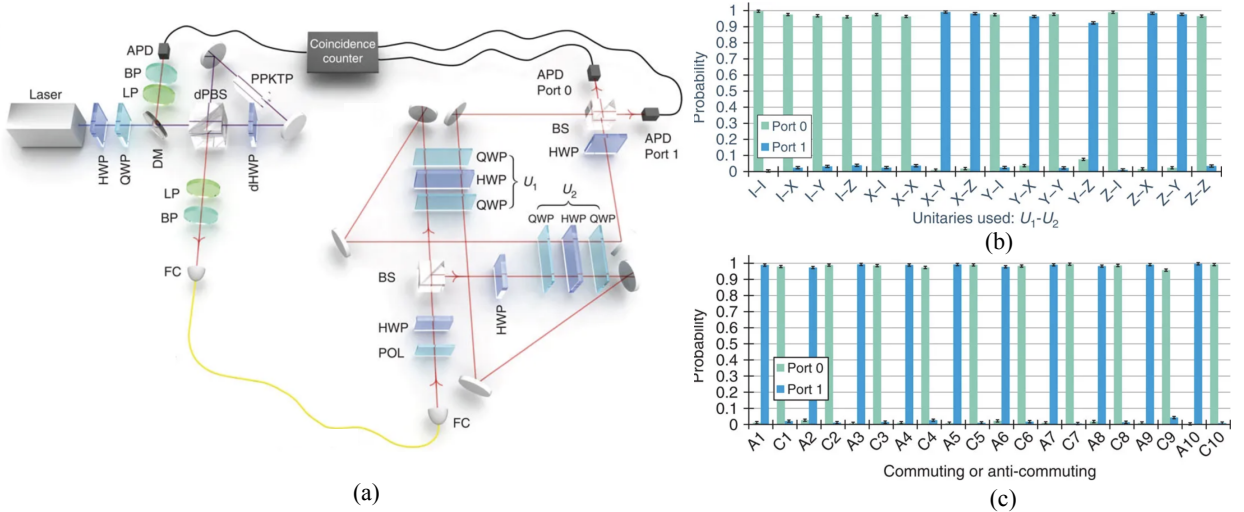 Laser
HWP
QWP
DM
APD
BP
LP
dPBS
PPKTP
dHWP
LP
BP
FC
Coincidence
counter
APD
Port 0
BS
APD
Port 1
HWP
QWP
HWP
QWP
U1
U2
QWP HWP QWP
BS
HWP
HWP
POL
FC
(a)
Probability
1
0.9
0.8
0.7
0.6
0.5
0.4
0.3
0.2
0.1
0
Port 0
Port 1
I–I I–X I–Y I–Z X–I X–X X–Y X–Z Y–I Y–X Y–Y Y–Z Z–I Z–X Z–Y Z–Z
Unitaries used: U1-U2
(b)
Probability
1
0.9
0.8
0.7
0.6
0.5
0.4
0.3
0.2
0.1
0
Port 0
Port 1
A1 C1 A2 C2 A3 C3 A4 C4 A5 C5 A6 C6 A7 C7 A8 C8 A9 C9 A10 C10
Commuting or anti-commuting
(c)